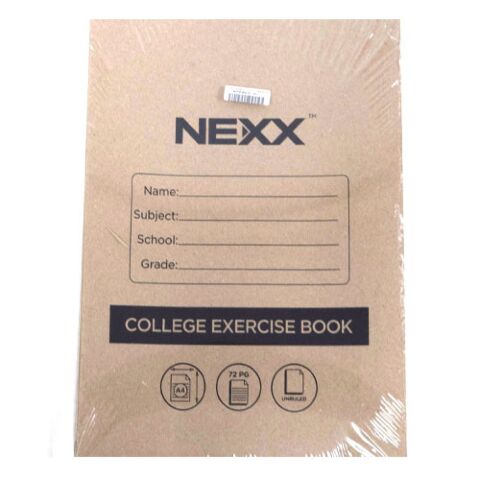 NEXX™
Name:
Subject:
School:
Grade:
COLLEGE EXERCISE BOOK
A4
72 PG
UNRULED